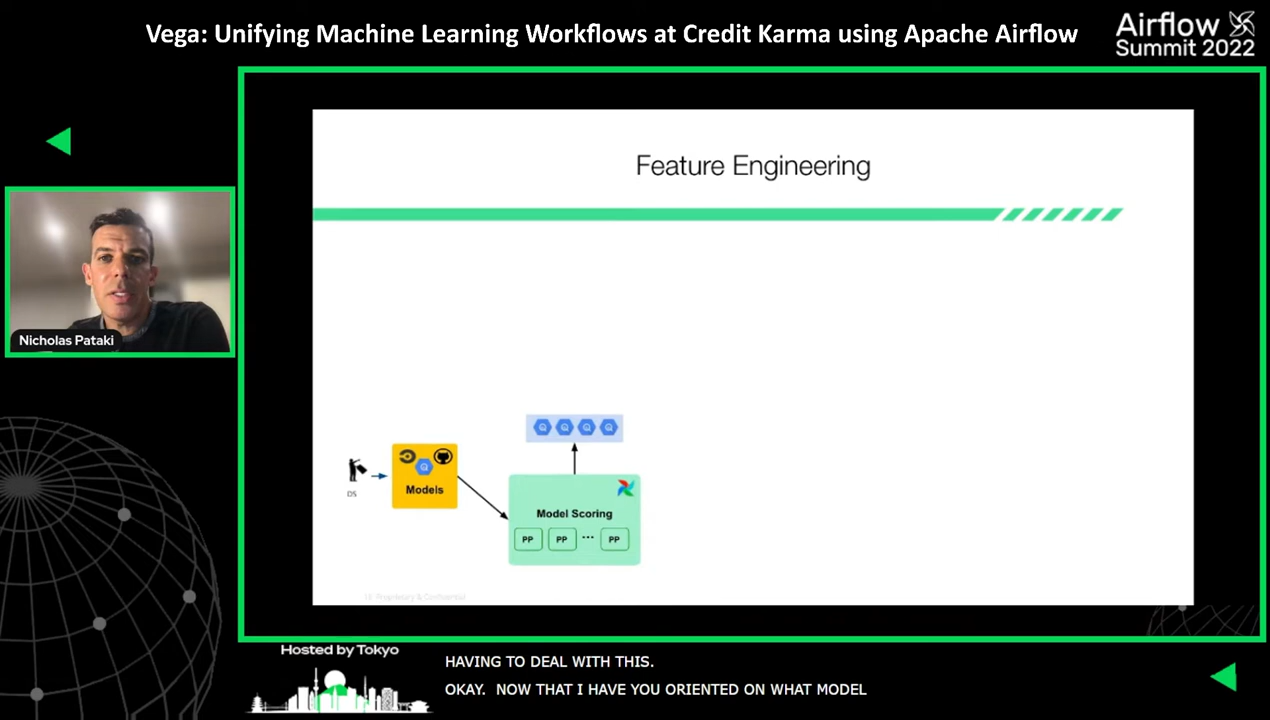 Vega: Unifying Machine Learning Workflows at Credit Karma using Apache Airflow
Airflow
Summit 2022
Feature Engineering
Nicholas Pataki
DS
Models
Model Scoring
PP PP ... PP
Proprietary & Confidential
Hosted by Tokyo
HAVING TO DEAL WITH THIS.
OKAY. NOW THAT I HAVE YOU ORIENTED ON WHAT MODEL